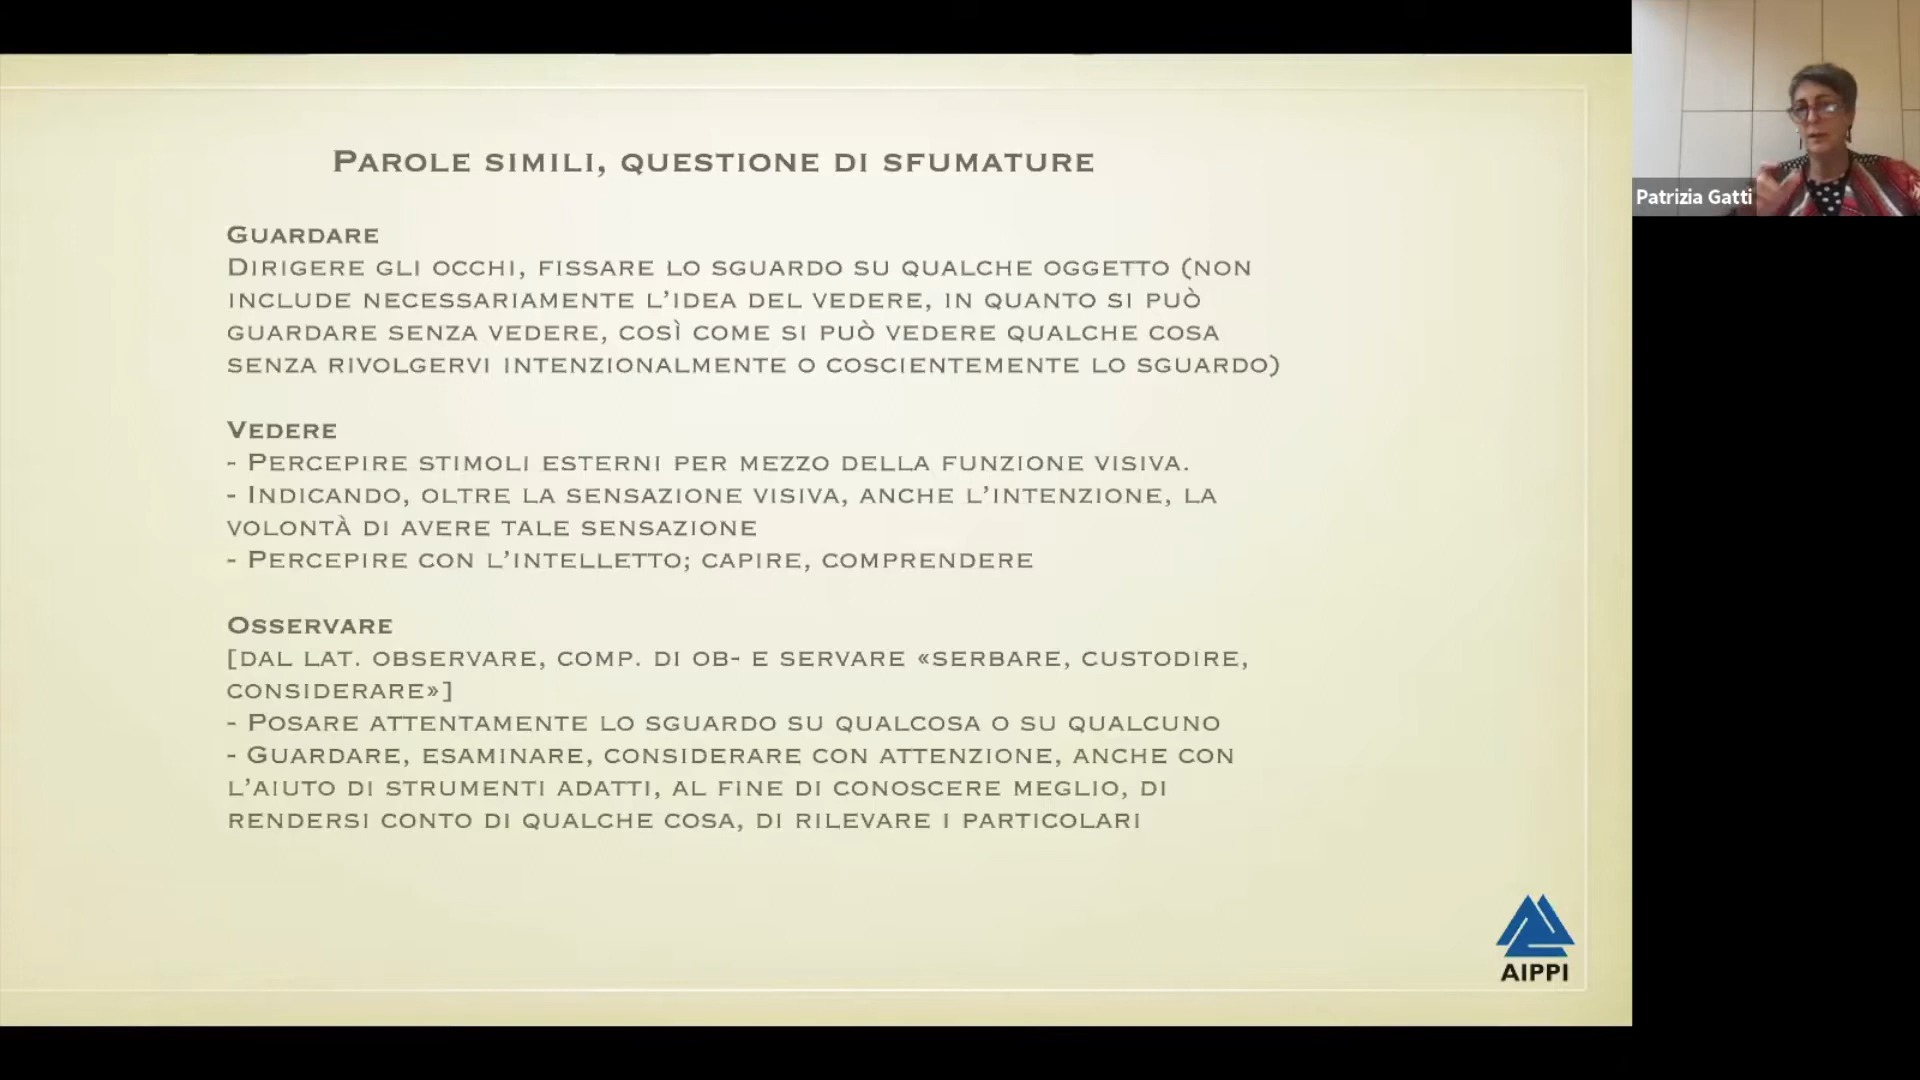 Parole simili, questione di sfumature
Guardare
Dirigere gli occhi, fissare lo sguardo su qualche oggetto (non
include necessariamente l’idea del vedere, in quanto si può
guardare senza vedere, così come si può vedere qualche cosa
senza rivolgervi intenzionalmente o coscientemente lo sguardo)
Vedere
- Percepire stimoli esterni per mezzo della funzione visiva.
- Indicando, oltre la sensazione visiva, anche l’intenzione, la
volontà di avere tale sensazione
- Percepire con l’intelletto; capire, comprendere
Osservare
[dal lat. observare, comp. di ob- e servare «serbare, custodire,
considerare»]
- Posare attentamente lo sguardo su qualcosa o su qualcuno
- Guardare, esaminare, considerare con attenzione, anche con
l’aiuto di strumenti adatti, al fine di conoscere meglio, di
rendersi conto di qualche cosa, di rilevare i particolari
AIPPI
Patrizia Gatti